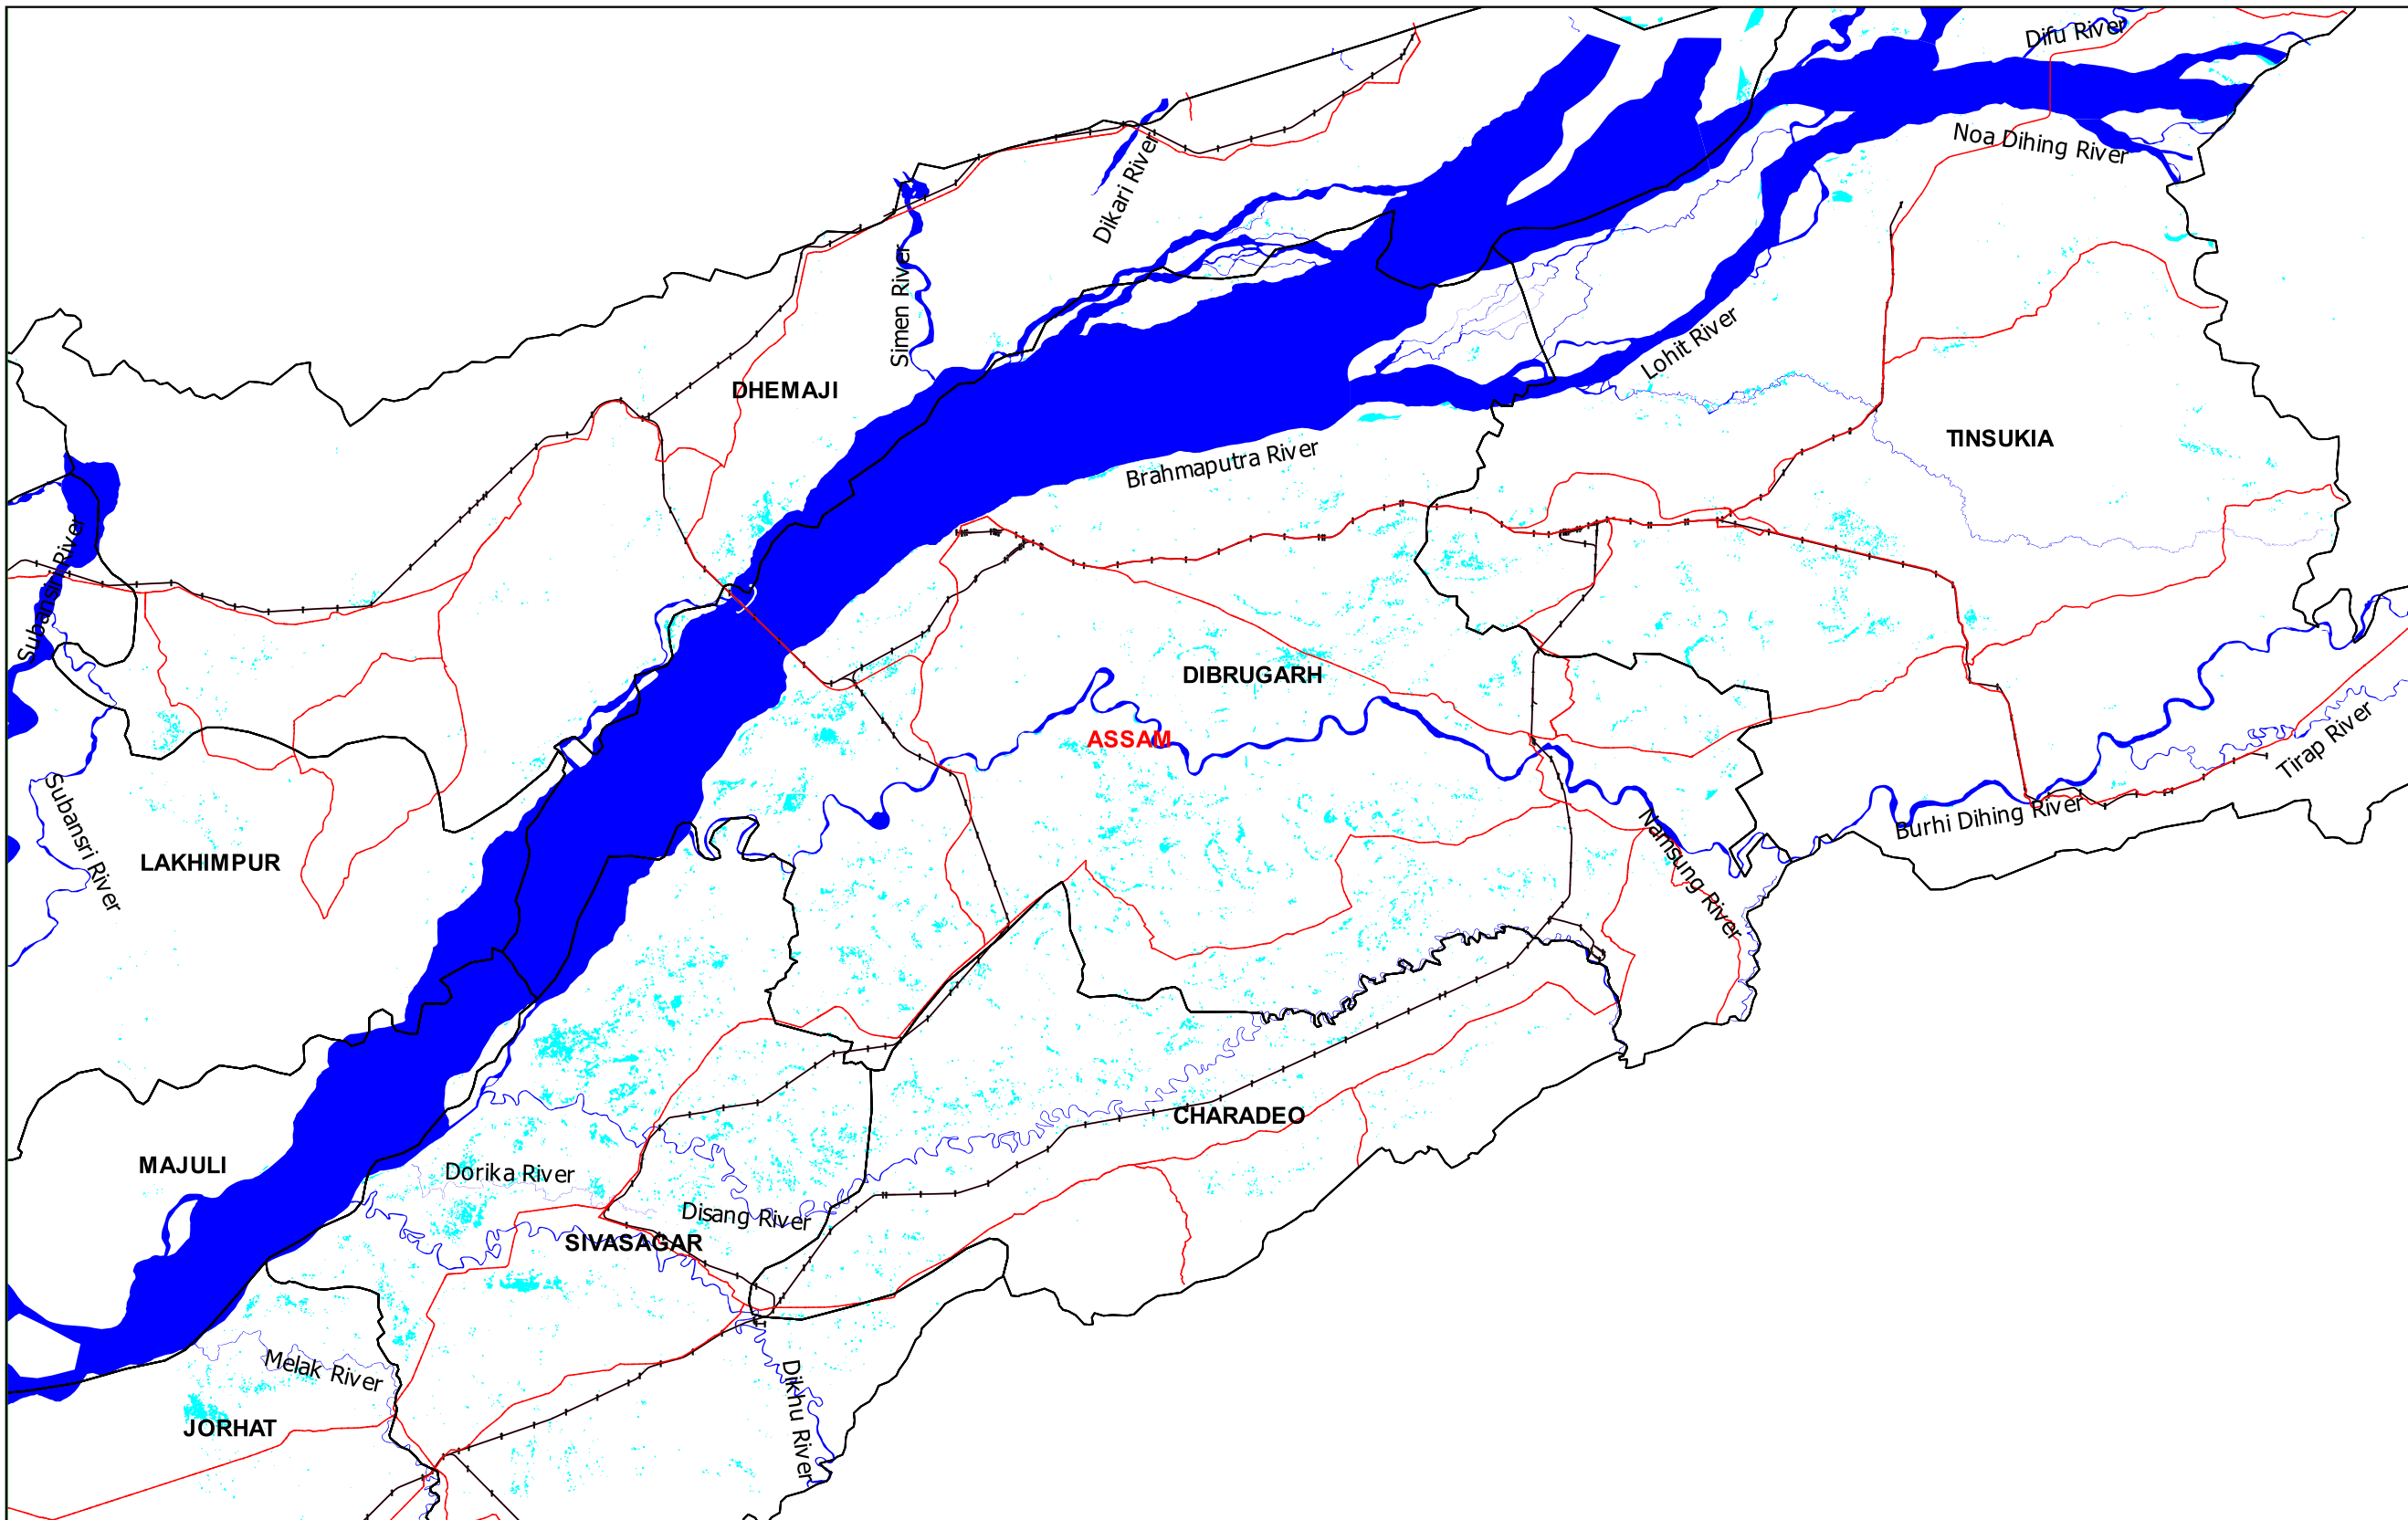 Difu River
Noa Dihing River
Dikari River
Simen River
Lohit River
DHEMAJI
TINSUKIA
Brahmaputra River
Subansiri River
DIBRUGARH
ASSAM
Tirap River
Burhi Dihing River
Subansri River
Namsung River
LAKHIMPUR
CHARADEO
MAJULI
Dorika River
Disang River
SIVASAGAR
Melak River
Dikhu River
JORHAT